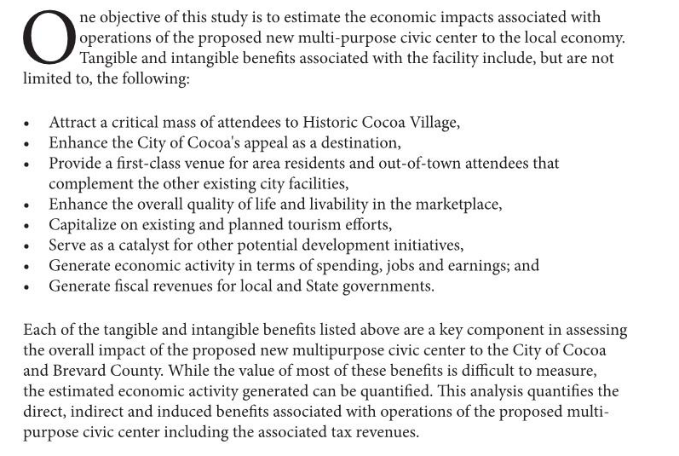 One objective of this study is to estimate the economic impacts associated with
operations of the proposed new multi-purpose civic center to the local economy.
Tangible and intangible benefits associated with the facility include, but are not
limited to, the following:
• Attract a critical mass of attendees to Historic Cocoa Village,
• Enhance the City of Cocoa's appeal as a destination,
• Provide a first-class venue for area residents and out-of-town attendees that
complement the other existing city facilities,
• Enhance the overall quality of life and livability in the marketplace,
• Capitalize on existing and planned tourism efforts,
• Serve as a catalyst for other potential development initiatives,
• Generate economic activity in terms of spending, jobs and earnings; and
• Generate fiscal revenues for local and State governments.
Each of the tangible and intangible benefits listed above are a key component in assessing
the overall impact of the proposed new multipurpose civic center to the City of Cocoa
and Brevard County. While the value of most of these benefits is difficult to measure,
the estimated economic activity generated can be quantified. This analysis quantifies the
direct, indirect and induced benefits associated with operations of the proposed multi-
purpose civic center including the associated tax revenues.